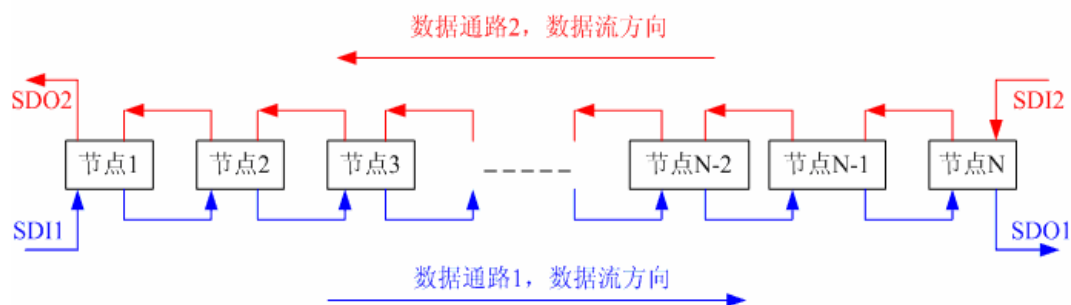 数据通路2，数据流方向
SDO2
SDI2
节点1
节点2
节点3
节点N-2
节点N-1
节点N
SDI1
SDO1
数据通路1，数据流方向